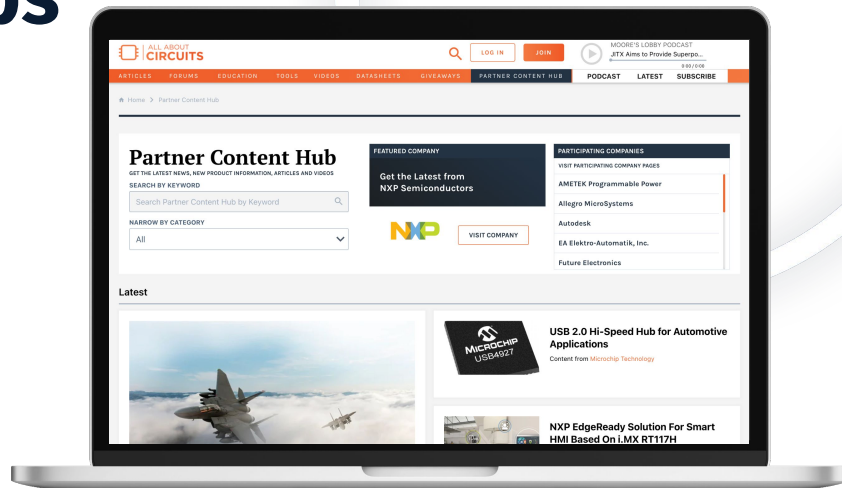 ALL ABOUT
CIRCUITS
LOG IN
JOIN
MOORE'S LOBBY PODCAST
JITX Aims to Provide Superpo...
0:00 / 0:00
ARTICLES FORUMS EDUCATION TOOLS VIDEOS DATASHEETS GIVEAWAYS PARTNER CONTENT HUB PODCAST LATEST SUBSCRIBE
Home > Partner Content Hub
Partner Content Hub
GET THE LATEST NEWS, NEW PRODUCT INFORMATION, ARTICLES AND VIDEOS
SEARCH BY KEYWORD
Search Partner Content Hub by Keyword
NARROW BY CATEGORY
All
FEATURED COMPANY
Get the Latest from
NXP Semiconductors
NXP
VISIT COMPANY
PARTICIPATING COMPANIES
VISIT PARTICIPATING COMPANY PAGES
AMETEK Programmable Power
Allegro MicroSystems
Autodesk
EA Elektro-Automatik, Inc.
Future Electronics
Latest
MICROCHIP
USB4927
USB 2.0 Hi-Speed Hub for Automotive
Applications
Content from Microchip Technology
NXP EdgeReady Solution For Smart
HMI Based On i.MX RT117H